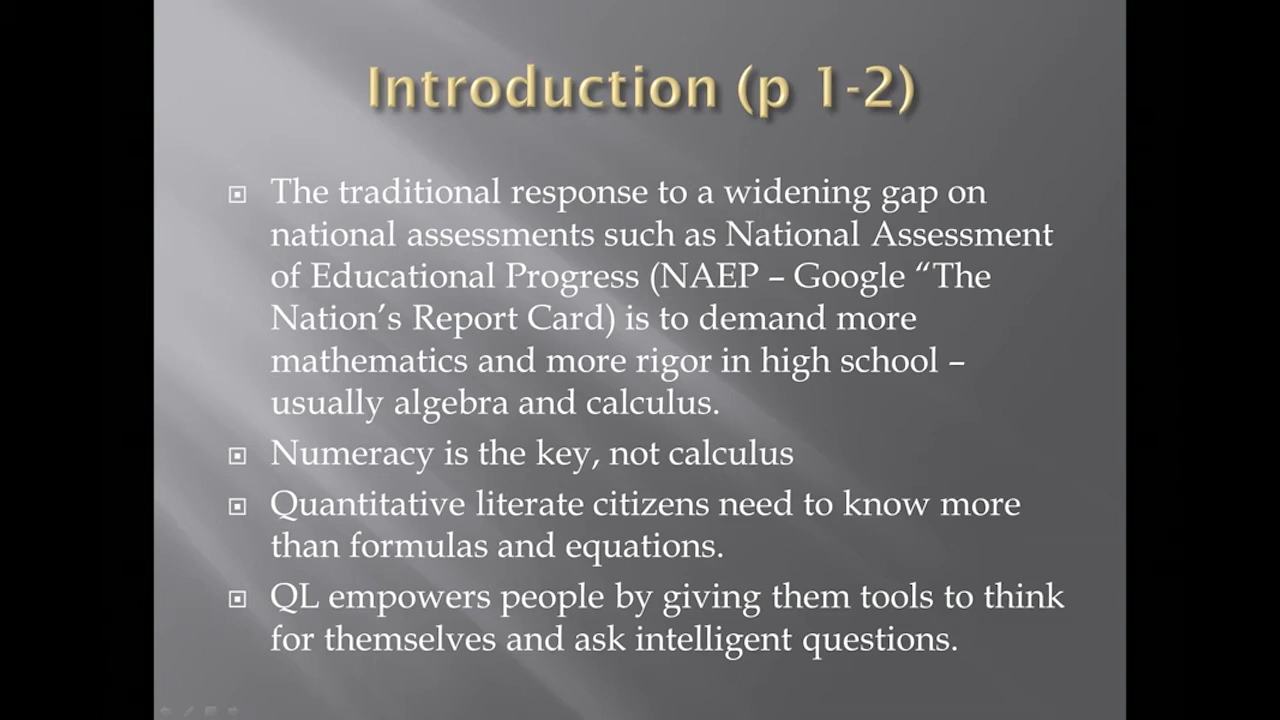 Introduction (p 1-2)
The traditional response to a widening gap on
national assessments such as National Assessment
of Educational Progress (NAEP – Google “The
Nation’s Report Card) is to demand more
mathematics and more rigor in high school –
usually algebra and calculus.
Numeracy is the key, not calculus
Quantitative literate citizens need to know more
than formulas and equations.
QL empowers people by giving them tools to think
for themselves and ask intelligent questions.